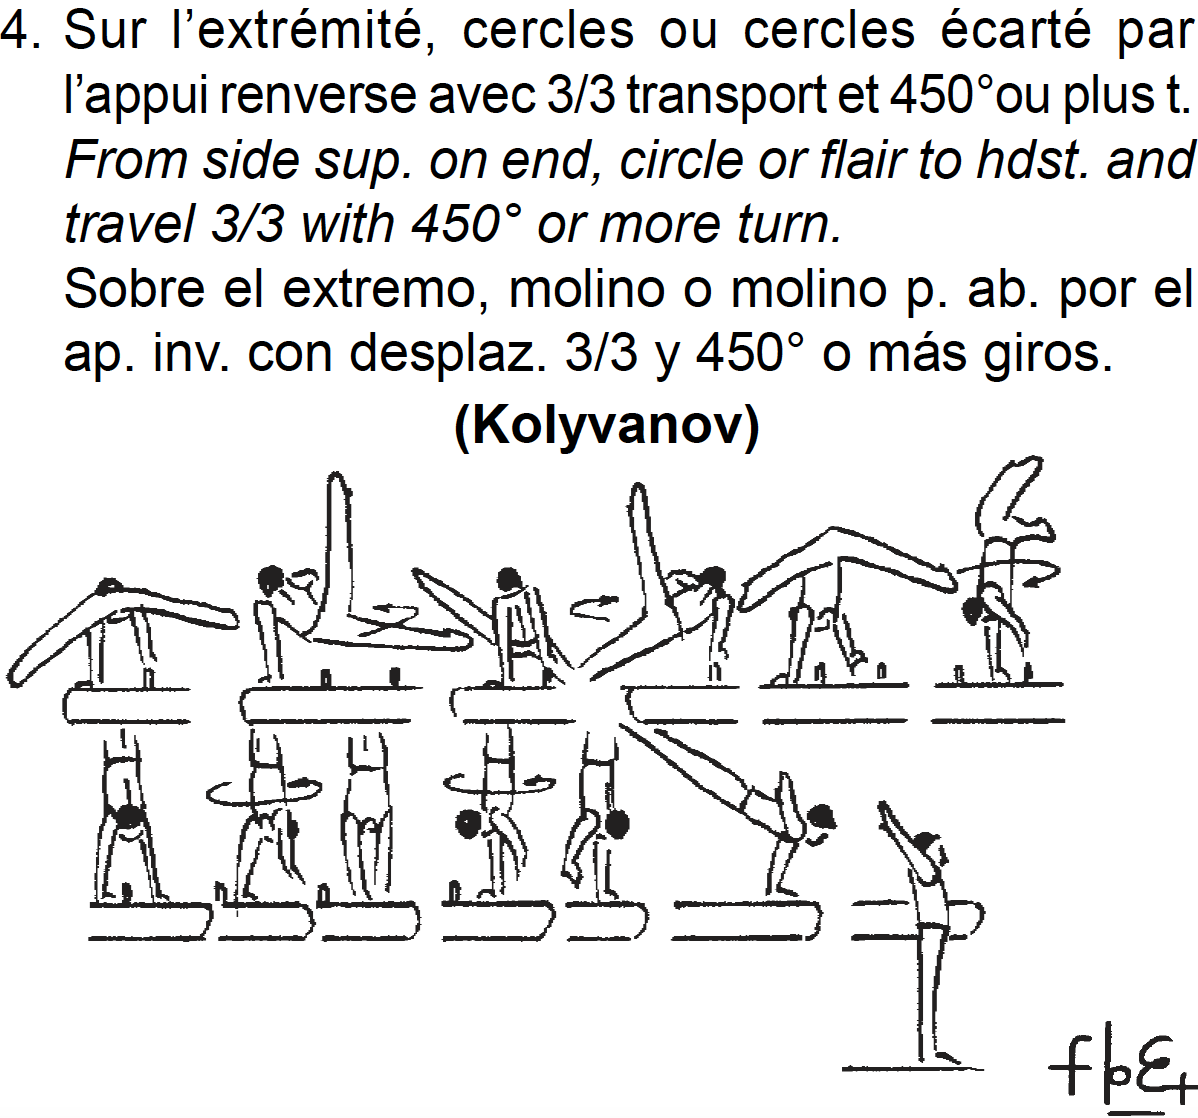 4. Sur l’extrémité, cercles ou cercles écarté par
l’appui renverse avec 3/3 transport et 450°ou plus t.
From side sup. on end, circle or flair to hdst. and
travel 3/3 with 450° or more turn.
Sobre el extremo, molino o molino p. ab. por el
ap. inv. con desplaz. 3/3 y 450° o más giros.
(Kolyvanov)